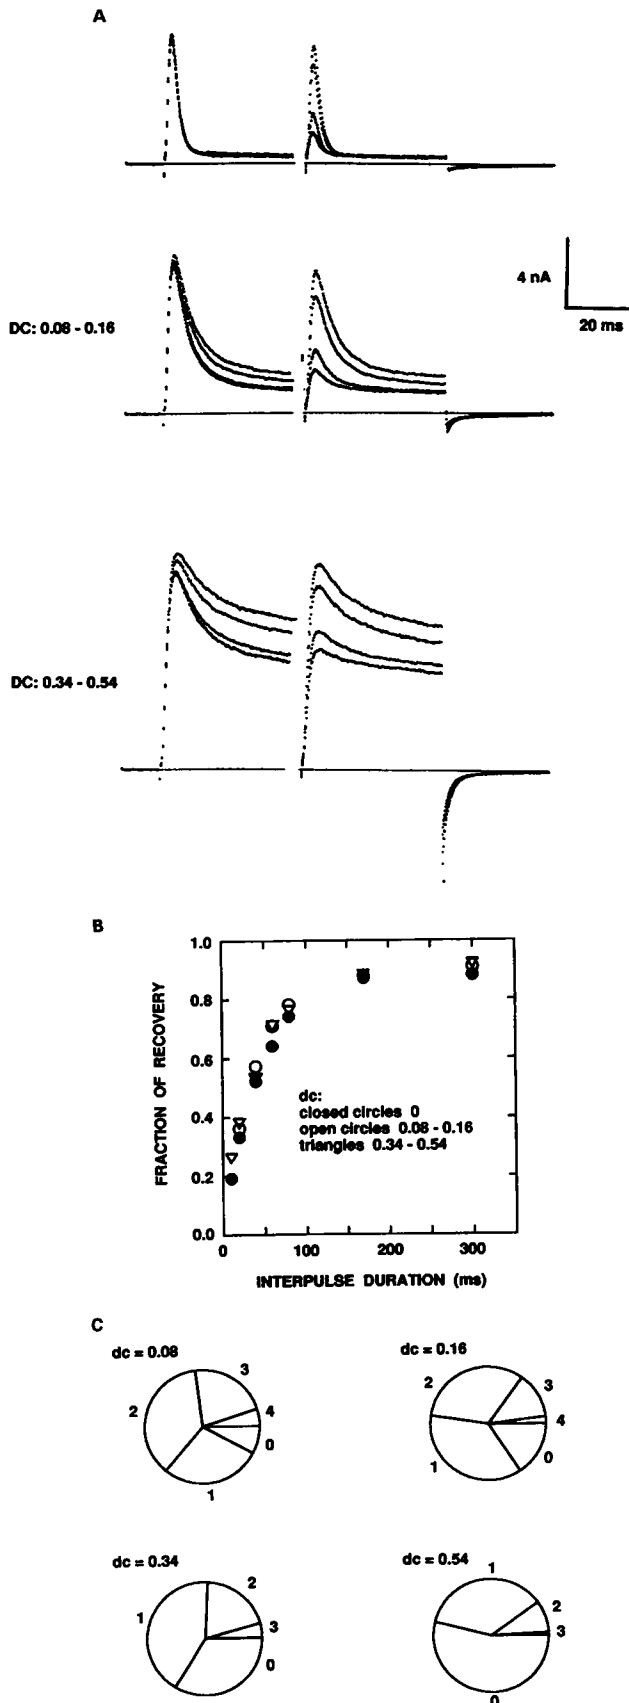 A
4 nA
20 ms
DC: 0.08 - 0.16
DC: 0.34 - 0.54
B
1.0
0.8
0.6
0.4
0.2
0.0
FRACTION OF RECOVERY
dc:
closed circles 0
open circles 0.08 - 0.16
triangles 0.34 - 0.54
0 100 200 300
INTERPULSE DURATION (ms)
C
dc = 0.08
3
2
4
0
1
dc = 0.16
2
3
4
1
0
dc = 0.34
2
1
3
0
dc = 0.54
1
2
3
0